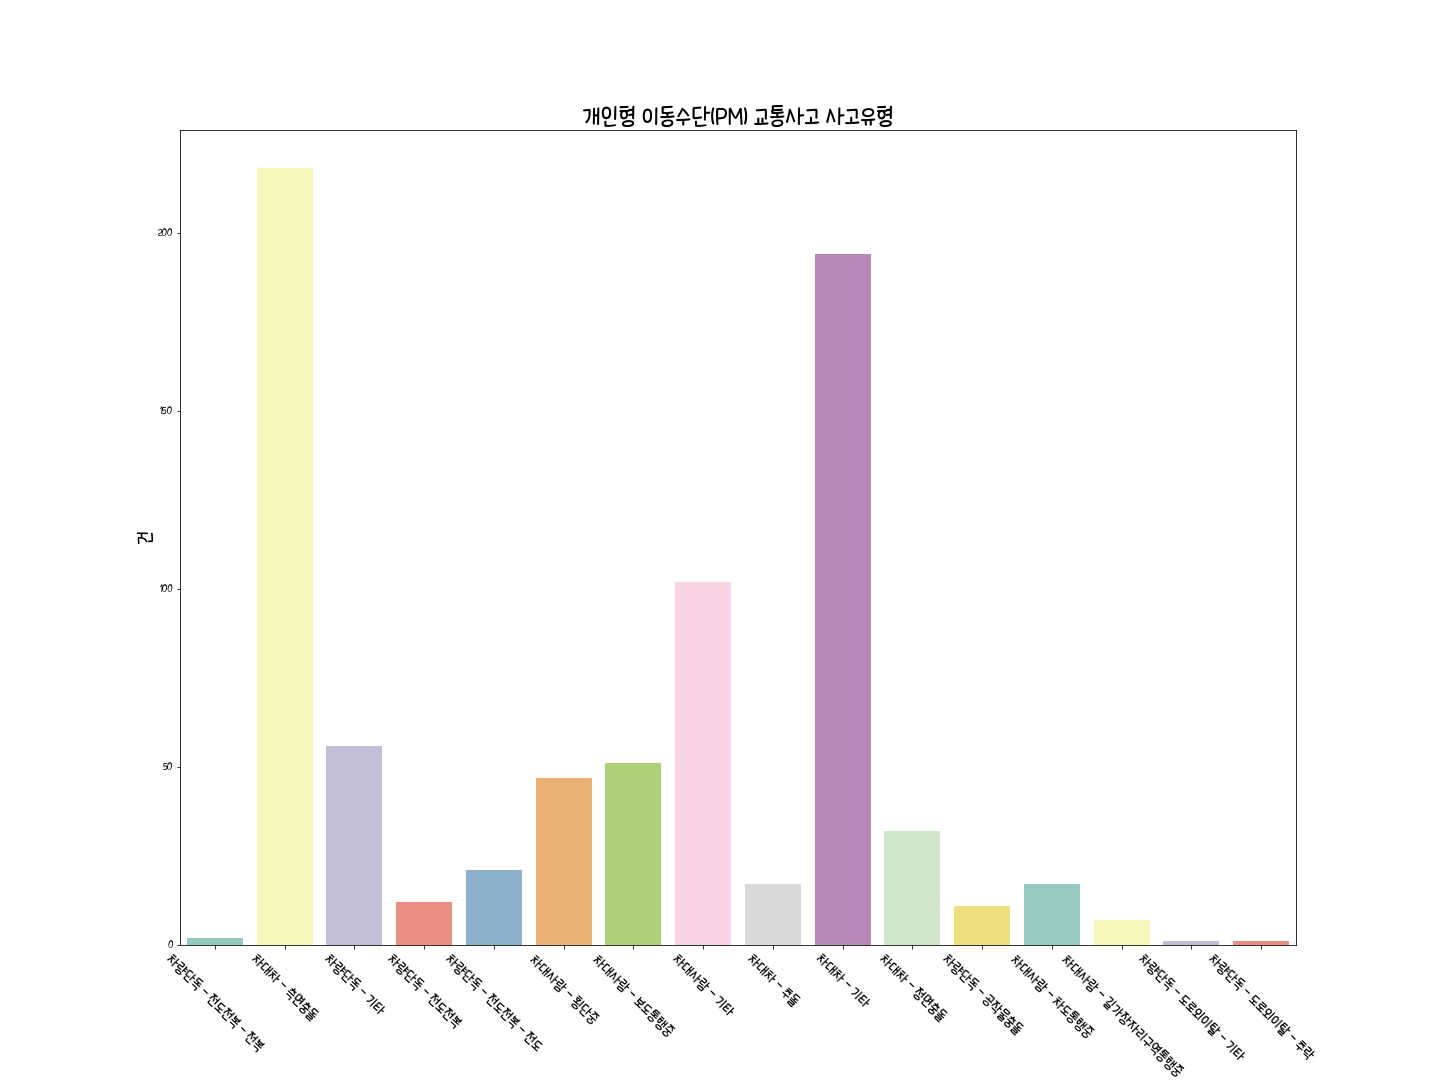 개인형 이동수단(PM) 교통사고 사고유형
건
200
150
100
50
0
차량단독 - 전도전복 - 전복
차대차 - 측면충돌
차량단독 - 기타
차량단독 - 전도전복
차량단독 - 전도전복 - 전도
차대사람 - 횡단중
차대사람 - 보도통행중
차대사람 - 기타
차대차 - 추돌
차대차 - 기타
차대차 - 정면충돌
차량단독 - 공작물충돌
차대사람 - 차도통행중
차대사람 - 길가장자리구역통행중
차량단독 - 도로외이탈 - 기타
차량단독 - 도로외이탈 - 추락